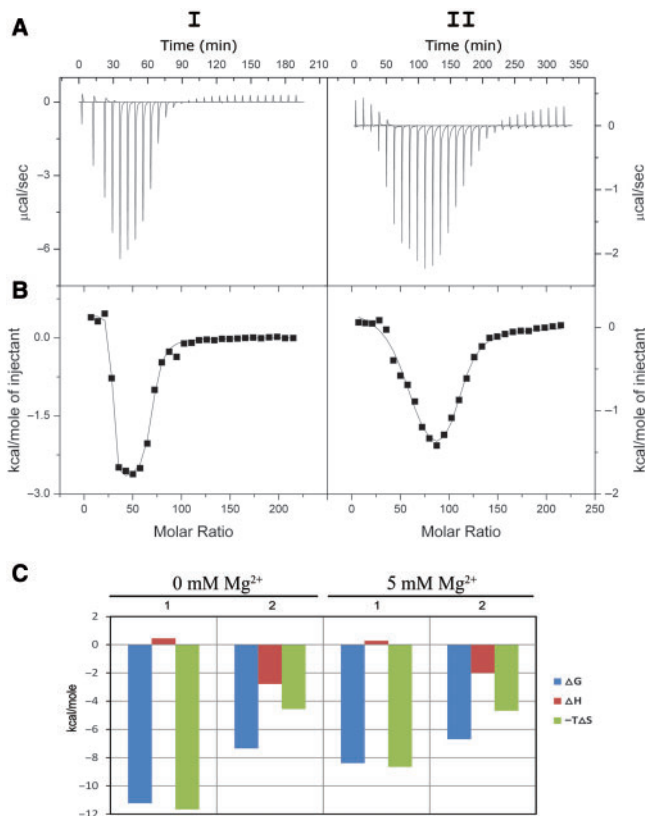 I II
A
Time (min) Time (min)
0 30 60 90 120 150 180 210 0 50 100 150 200 250 300 350
0
−3
−6
µcal/sec
0
−1
−2
µcal/sec
B
0.0
−1.5
−3.0
kcal/mole of injectant
0
−1
−2
kcal/mole of injectant
0 50 100 150 200 250 0 50 100 150 200 250
Molar Ratio Molar Ratio
C
0 mM Mg²⁺ 5 mM Mg²⁺
1 2 1 2
2
0
−2
−4
−6
−8
−10
−12
kcal/mole
ΔG
ΔH
−TΔS